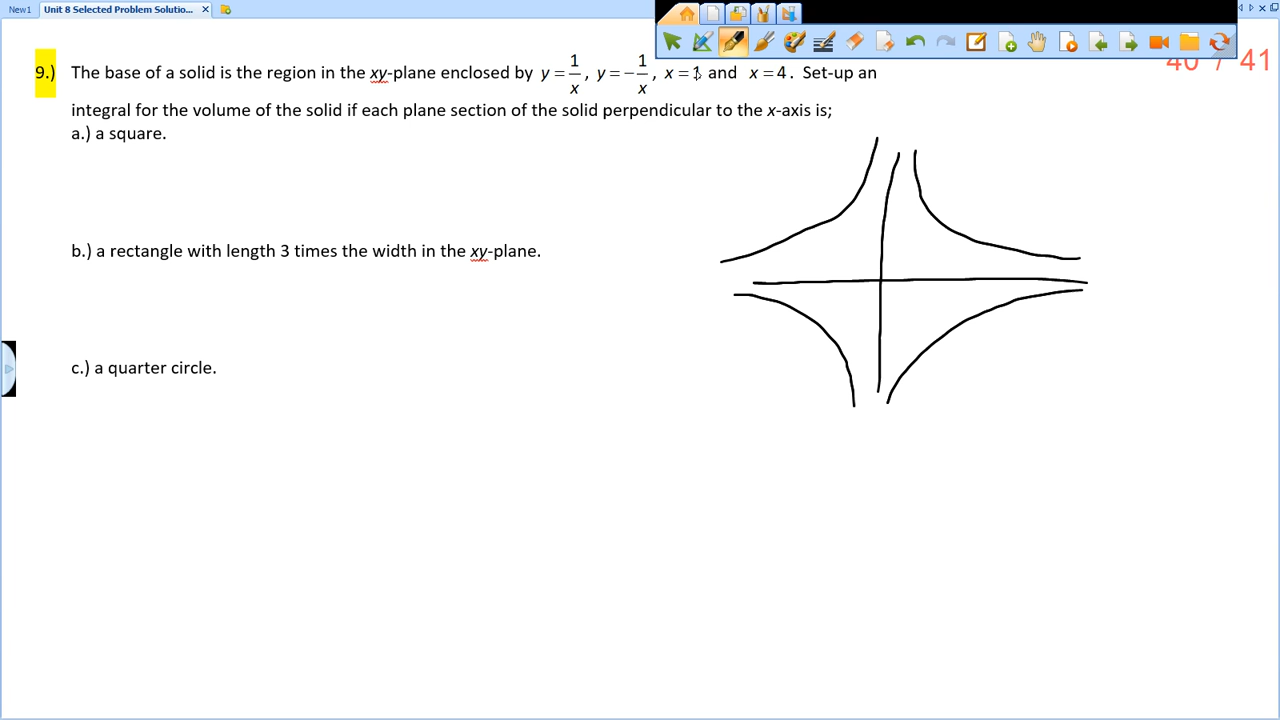 New1 Unit 8 Selected Problem Solutio...
40 / 41
9.) The base of a solid is the region in the xy-plane enclosed by y = 1/x, y = -1/x, x = 1, and x = 4. Set-up an
integral for the volume of the solid if each plane section of the solid perpendicular to the x-axis is;
a.) a square.
b.) a rectangle with length 3 times the width in the xy-plane.
c.) a quarter circle.